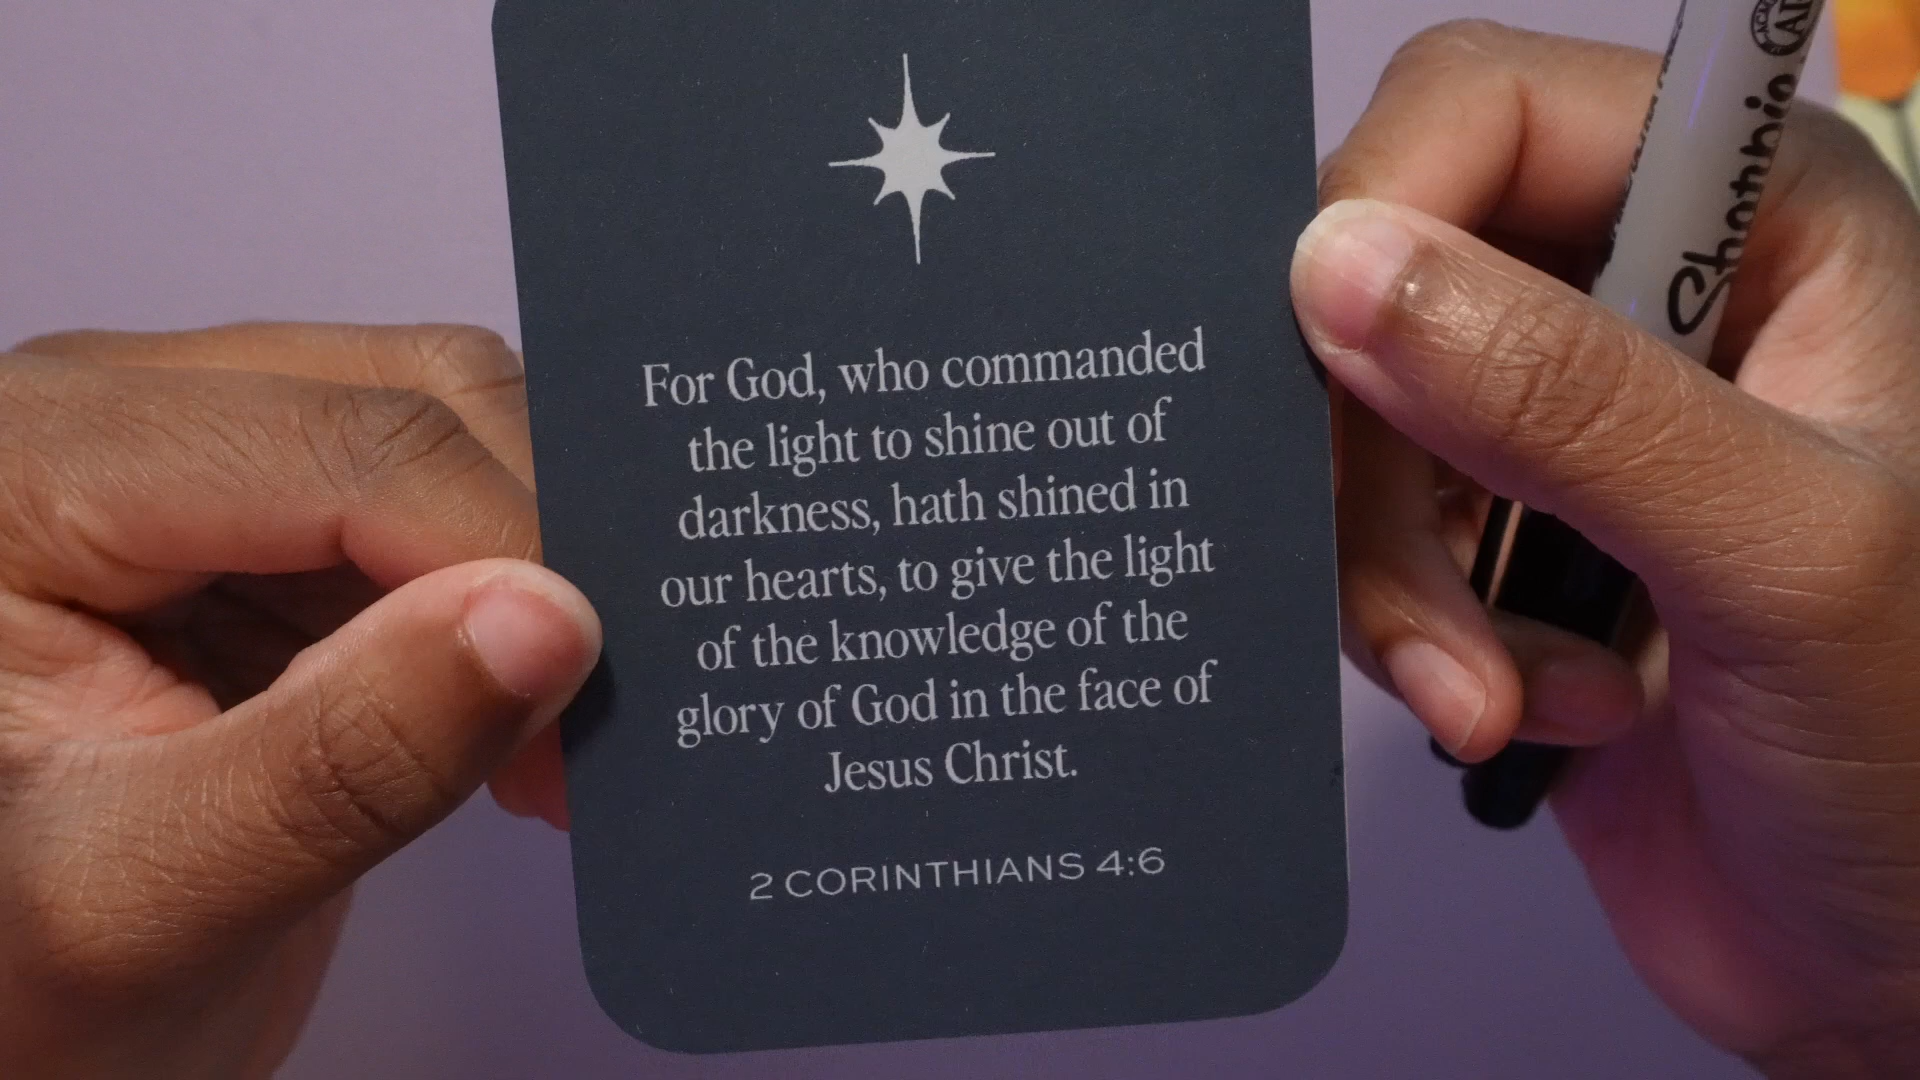 For God, who commanded
the light to shine out of
darkness, hath shined in
our hearts, to give the light
of the knowledge of the
glory of God in the face of
Jesus Christ.
2 CORINTHIANS 4:6
Sharpie